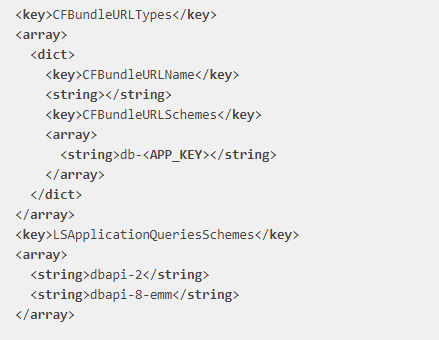 <key>CFBundleURLTypes</key>
<array>
<dict>
<key>CFBundleURLName</key>
<string></string>
<key>CFBundleURLSchemes</key>
<array>
<string>db-<APP_KEY></string>
</array>
</dict>
</array>
<key>LSApplicationQueriesSchemes</key>
<array>
<string>dbapi-2</string>
<string>dbapi-8-emm</string>
</array>